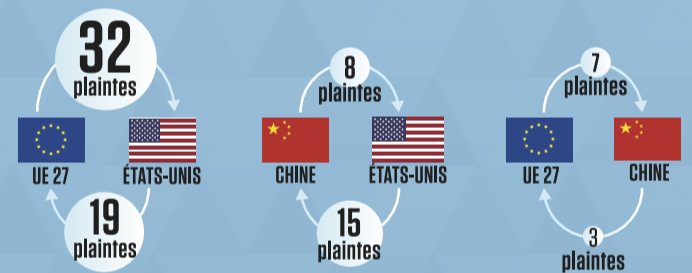 32
plaintes
UE 27
ÉTATS-UNIS
19
plaintes
8
plaintes
CHINE
ÉTATS-UNIS
15
plaintes
7
plaintes
UE 27
CHINE
3
plaintes